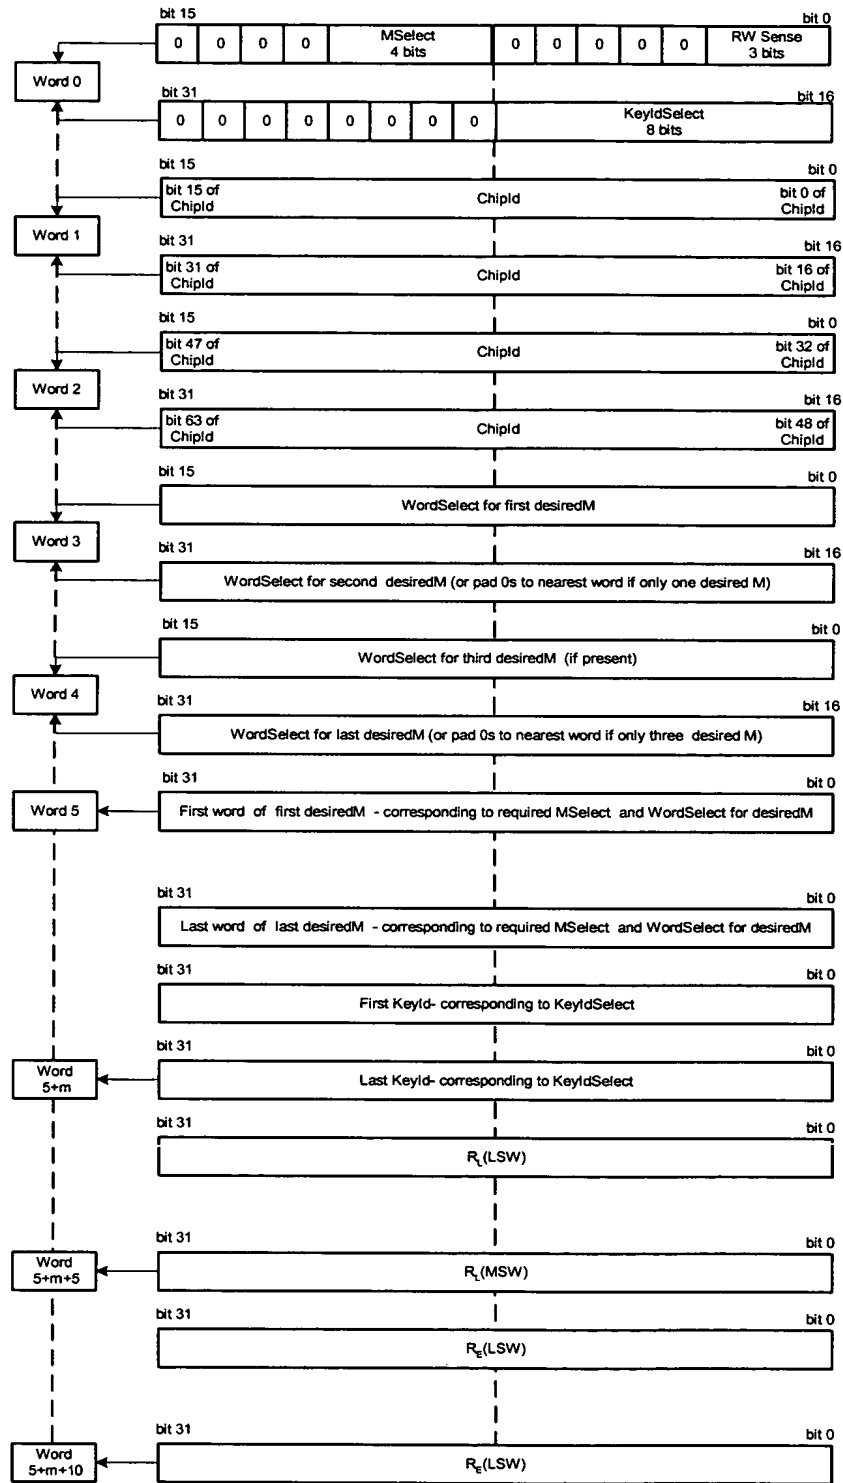 bit 15 bit 0
0 0 0 0 MSelect 4 bits 0 0 0 0 0 RW Sense 3 bits
Word 0
bit 31 bit 16
0 0 0 0 0 0 0 0 KeyIdSelect 8 bits
bit 15 bit 0
bit 15 of ChipId ChipId bit 0 of ChipId
Word 1
bit 31 bit 16
bit 31 of ChipId ChipId bit 16 of ChipId
bit 15 bit 0
bit 47 of ChipId ChipId bit 32 of ChipId
Word 2
bit 31 bit 16
bit 63 of ChipId ChipId bit 48 of ChipId
bit 15 bit 0
WordSelect for first desiredM
Word 3
bit 31 bit 16
WordSelect for second desiredM (or pad 0s to nearest word if only one desired M)
bit 15 bit 0
WordSelect for third desiredM (if present)
Word 4
bit 31 bit 16
WordSelect for last desiredM (or pad 0s to nearest word if only three desired M)
bit 31 bit 0
Word 5 First word of first desiredM - corresponding to required MSelect and WordSelect for desiredM
bit 31 bit 0
Last word of last desiredM - corresponding to required MSelect and WordSelect for desiredM
bit 31 bit 0
First KeyId- corresponding to KeyIdSelect
bit 31 bit 0
Word 5+m Last KeyId- corresponding to KeyIdSelect
bit 31 bit 0
RL(LSW)
bit 31 bit 0
Word 5+m+5 RL(MSW)
bit 31 bit 0
RE(LSW)
bit 31 bit 0
Word 5+m+10 RE(LSW)